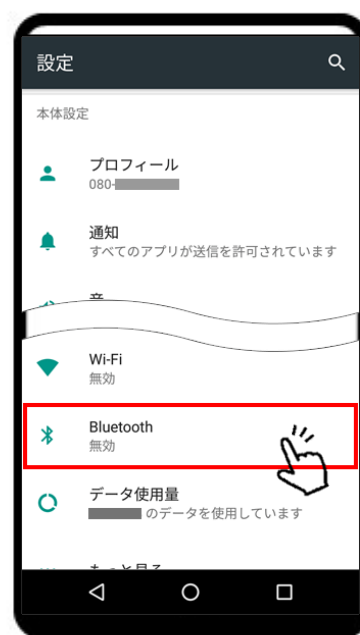 設定
本体設定
プロフィール
080-
通知
すべてのアプリが送信を許可されています
Wi-Fi
無効
Bluetooth
無効
データ使用量
のデータを使用しています